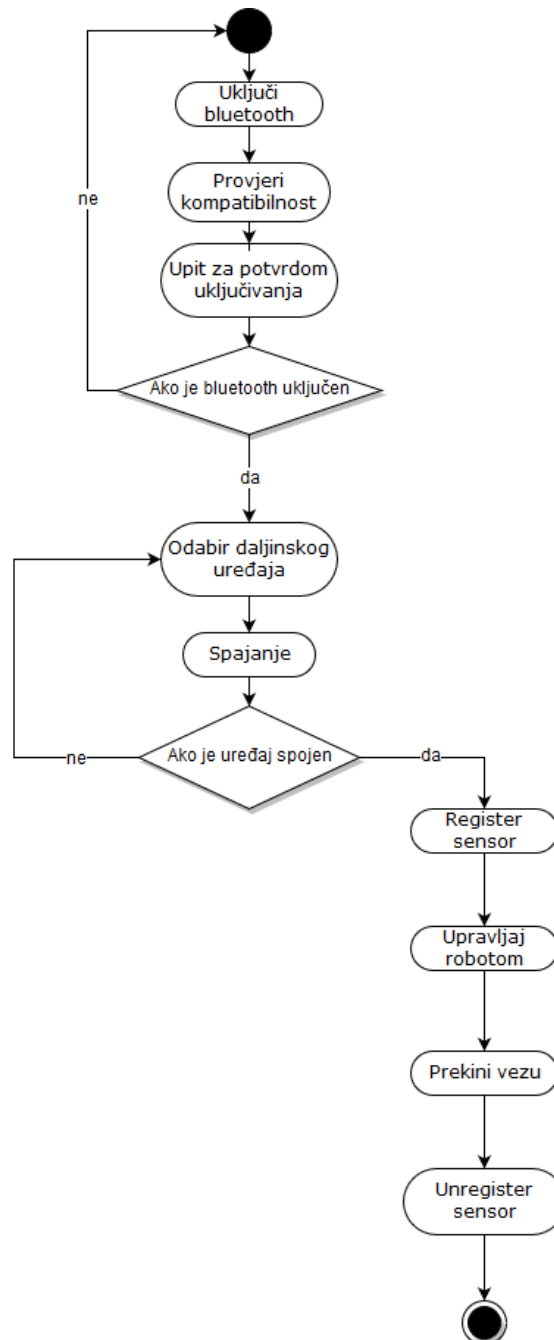 Uključi
bluetooth
Provjeri
kompatibilnost
ne
Upit za potvrdom
uključivanja
Ako je bluetooth uključen
da
Odabir daljinskog
uređaja
Spajanje
Ako je uređaj spojen
ne
da
Register
sensor
Upravljaj
robotom
Prekini vezu
Unregister
sensor